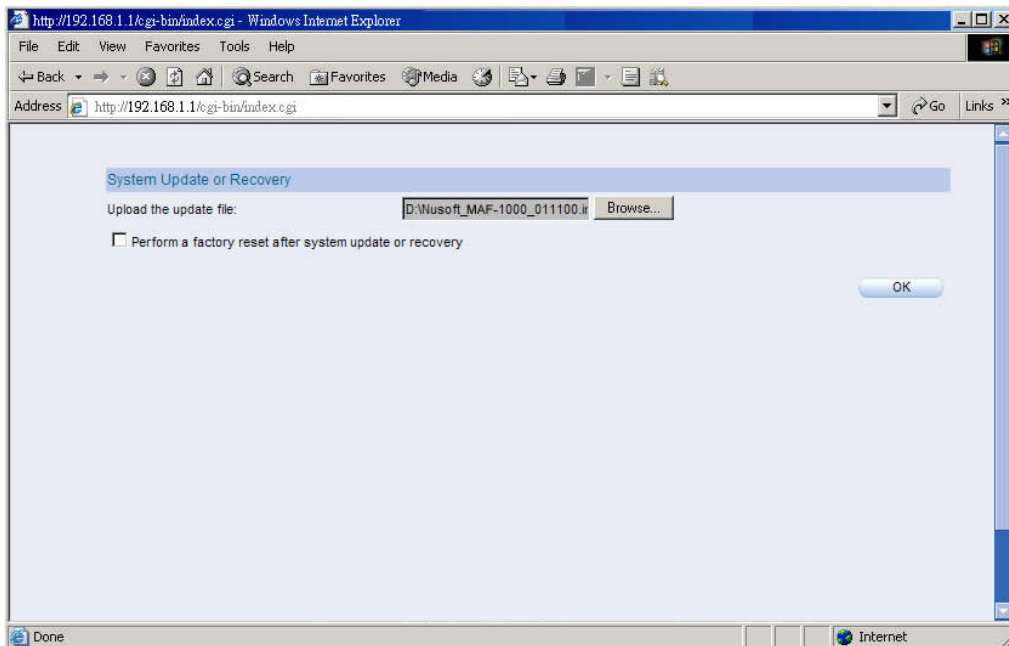 http://192.168.1.1/cgi-bin/index.cgi - Windows Internet Explorer
File Edit View Favorites Tools Help
Back Search Favorites Media
Address http://192.168.1.1/cgi-bin/index.cgi Go Links »
System Update or Recovery
Upload the update file: D:\Nusoft_MAF-1000_011100.ir Browse...
Perform a factory reset after system update or recovery
OK
Done Internet